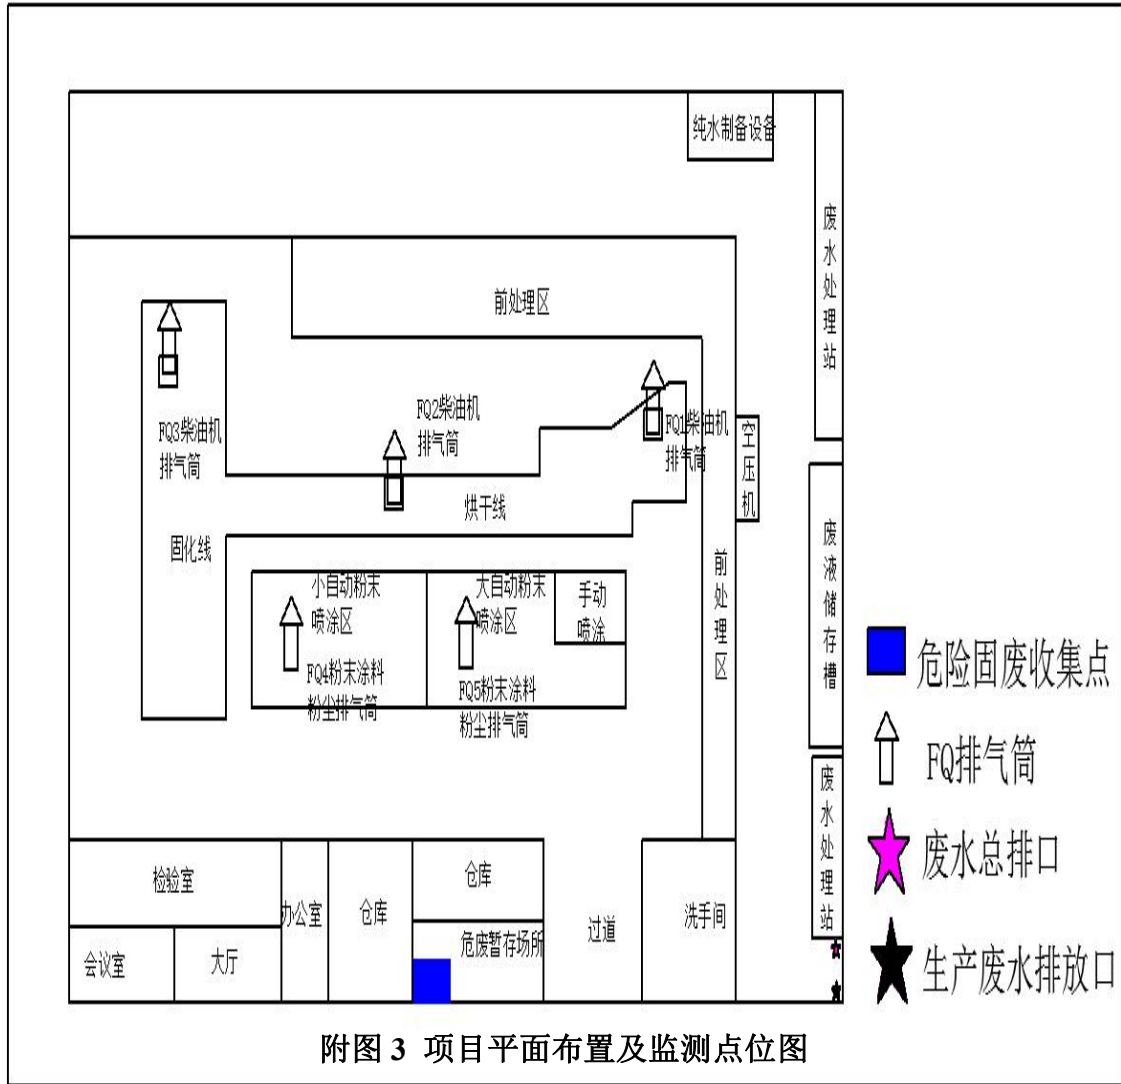 纯水制备设备
废水处理站
前处理区
FQ3柴油机
排气筒
FQ2柴油机
排气筒
FQ1柴油机
排气筒
空压机
烘干线
固化线
废液储存槽
前处理区
小自动粉末
喷涂区
大自动粉末
喷涂区
手动
喷涂
FQ4粉末涂料
粉尘排气筒
FQ5粉末涂料
粉尘排气筒
危险固废收集点
FQ排气筒
废水总排口
生产废水排放口
废水处理站
检验室
办公室
仓库
仓库
过道
洗手间
会议室
大厅
危废暂存场所
附图 3 项目平面布置及监测点位图